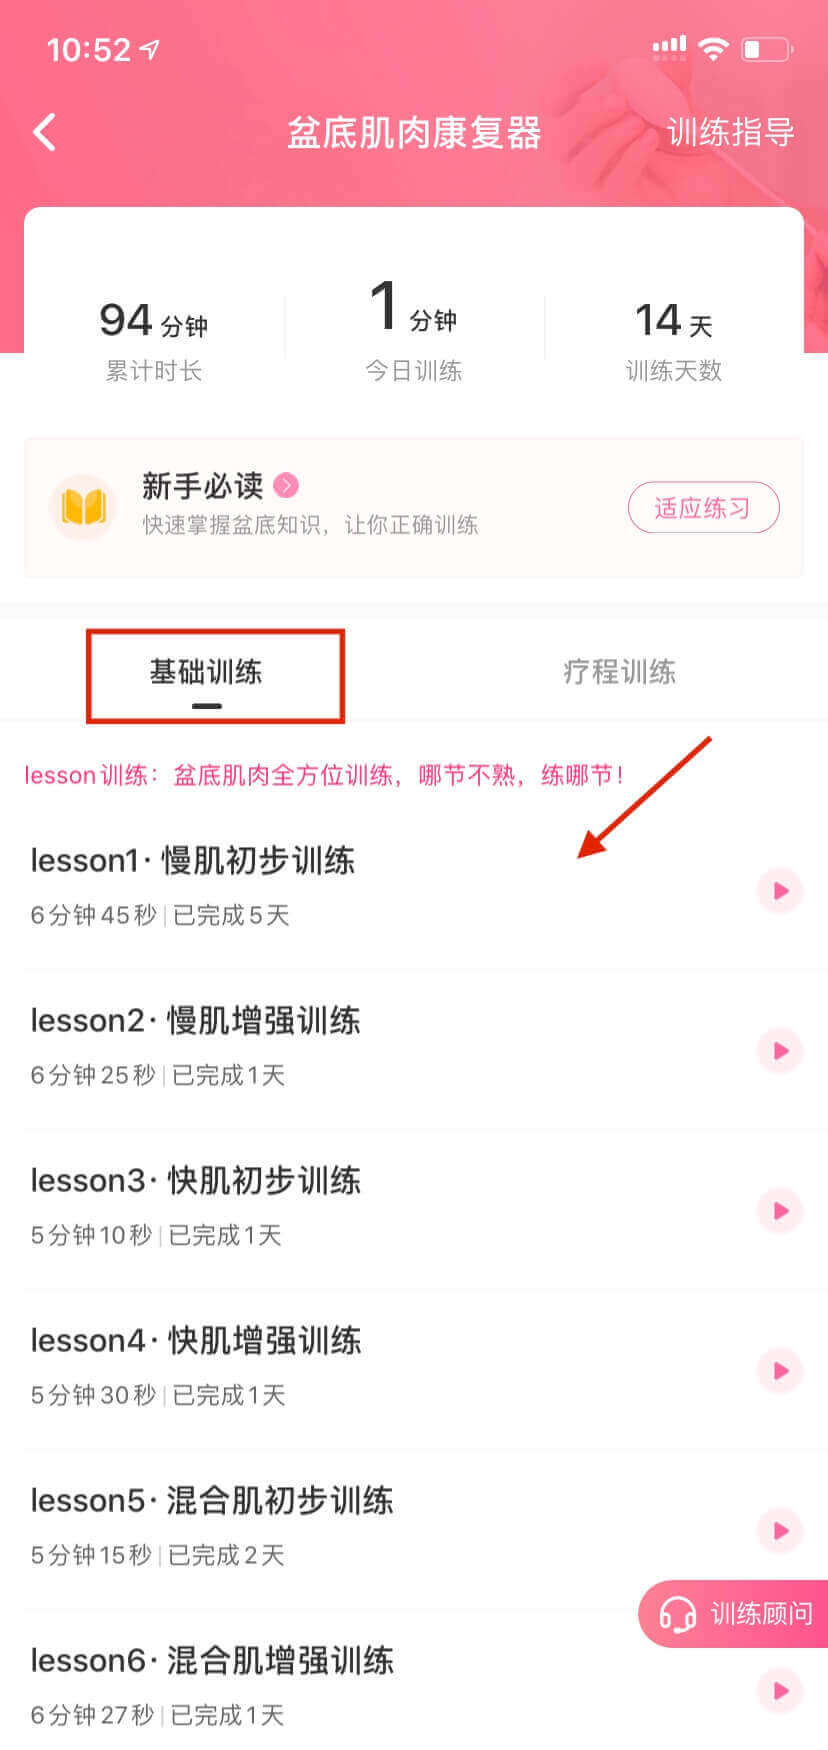 10:52
盆底肌肉康复器
训练指导
94分钟
累计时长
1分钟
今日训练
14天
训练天数
新手必读
快速掌握盆底知识，让你正确训练
适应练习
基础训练
疗程训练
lesson训练：盆底肌肉全方位训练，哪节不熟，练哪节！
lesson1·慢肌初步训练
6分钟45秒|已完成5天
lesson2·慢肌增强训练
6分钟25秒|已完成1天
lesson3·快肌初步训练
5分钟10秒|已完成1天
lesson4·快肌增强训练
5分钟30秒|已完成1天
lesson5·混合肌初步训练
5分钟15秒|已完成2天
训练顾问
lesson6·混合肌增强训练
6分钟27秒|已完成1天